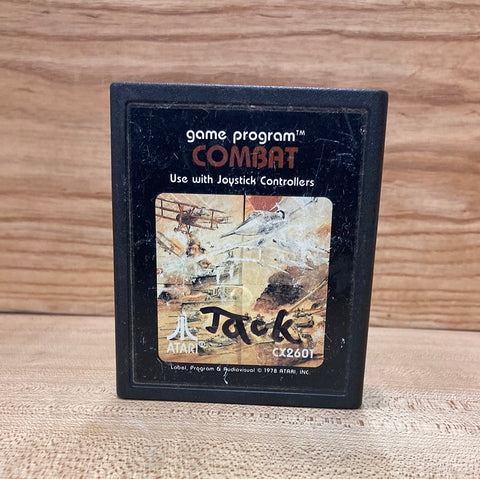 game program™
COMBAT
Use with Joystick Controllers
Jack
ATARI
CX2601
Label, Program & Audiovisual © 1978 ATARI, INC.